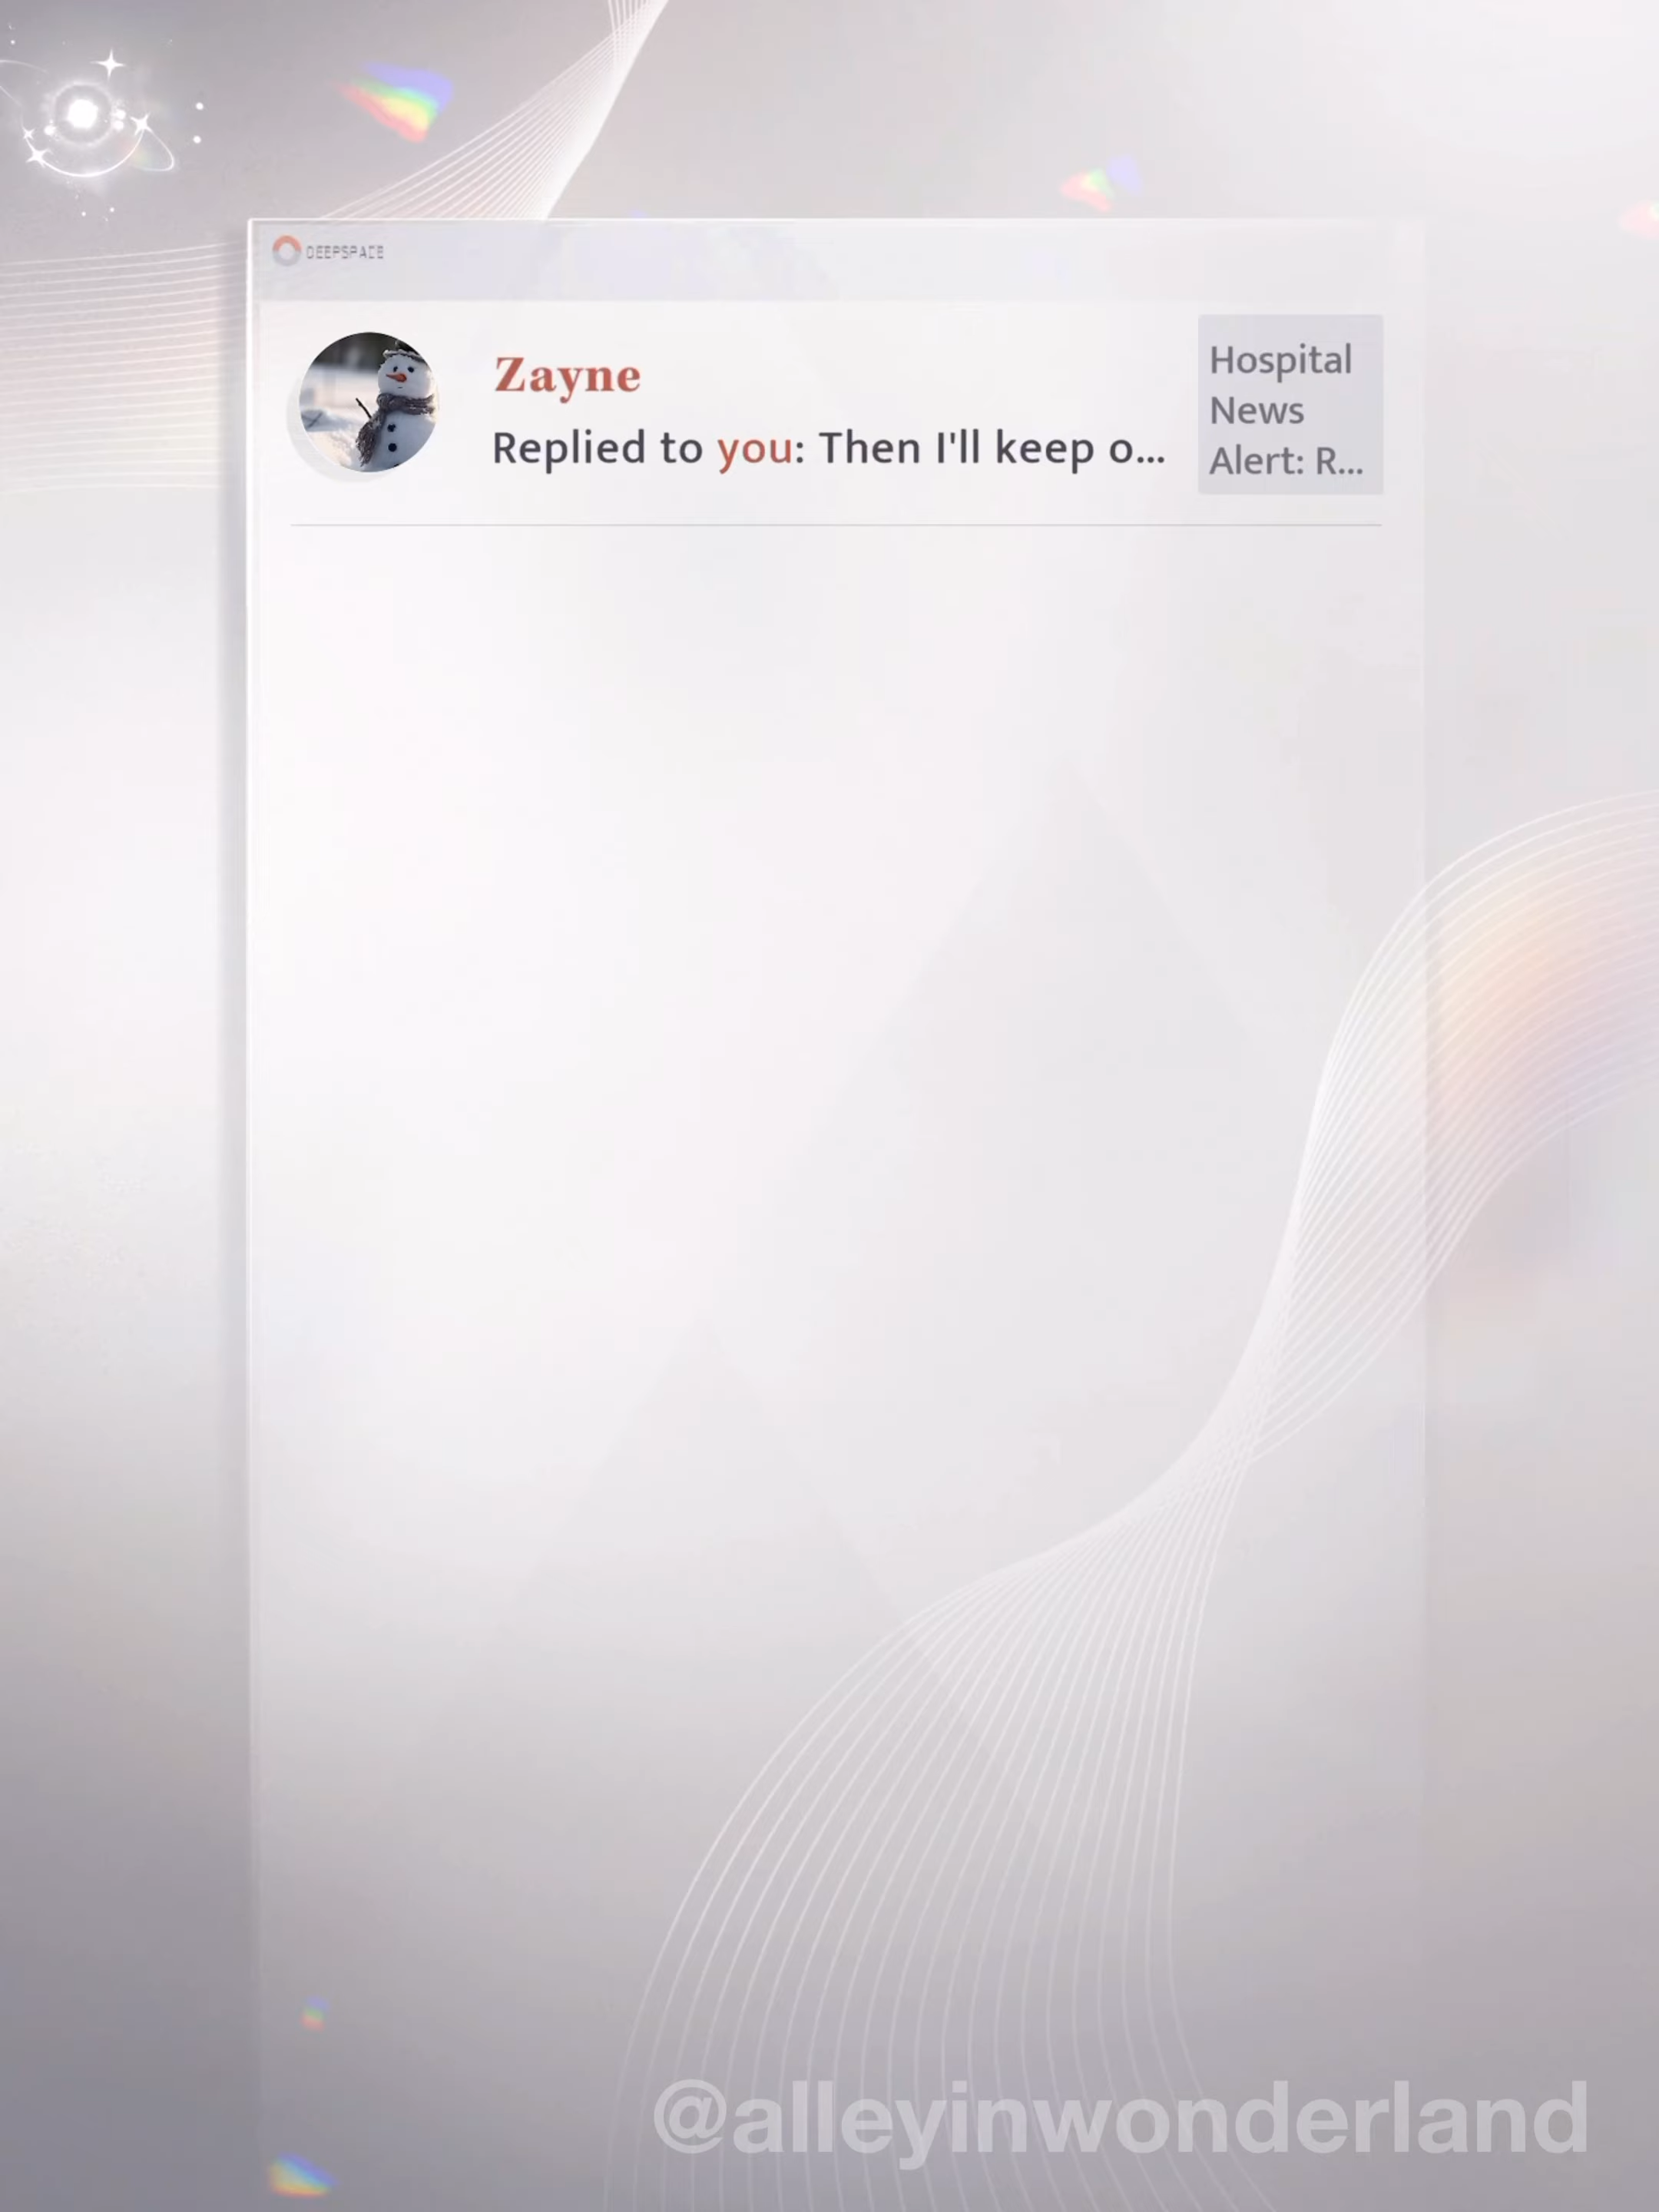 DEEPSPACE
Zayne
Replied to you: Then I'll keep o...
Hospital
News
Alert: R...
@alleyinwonderland